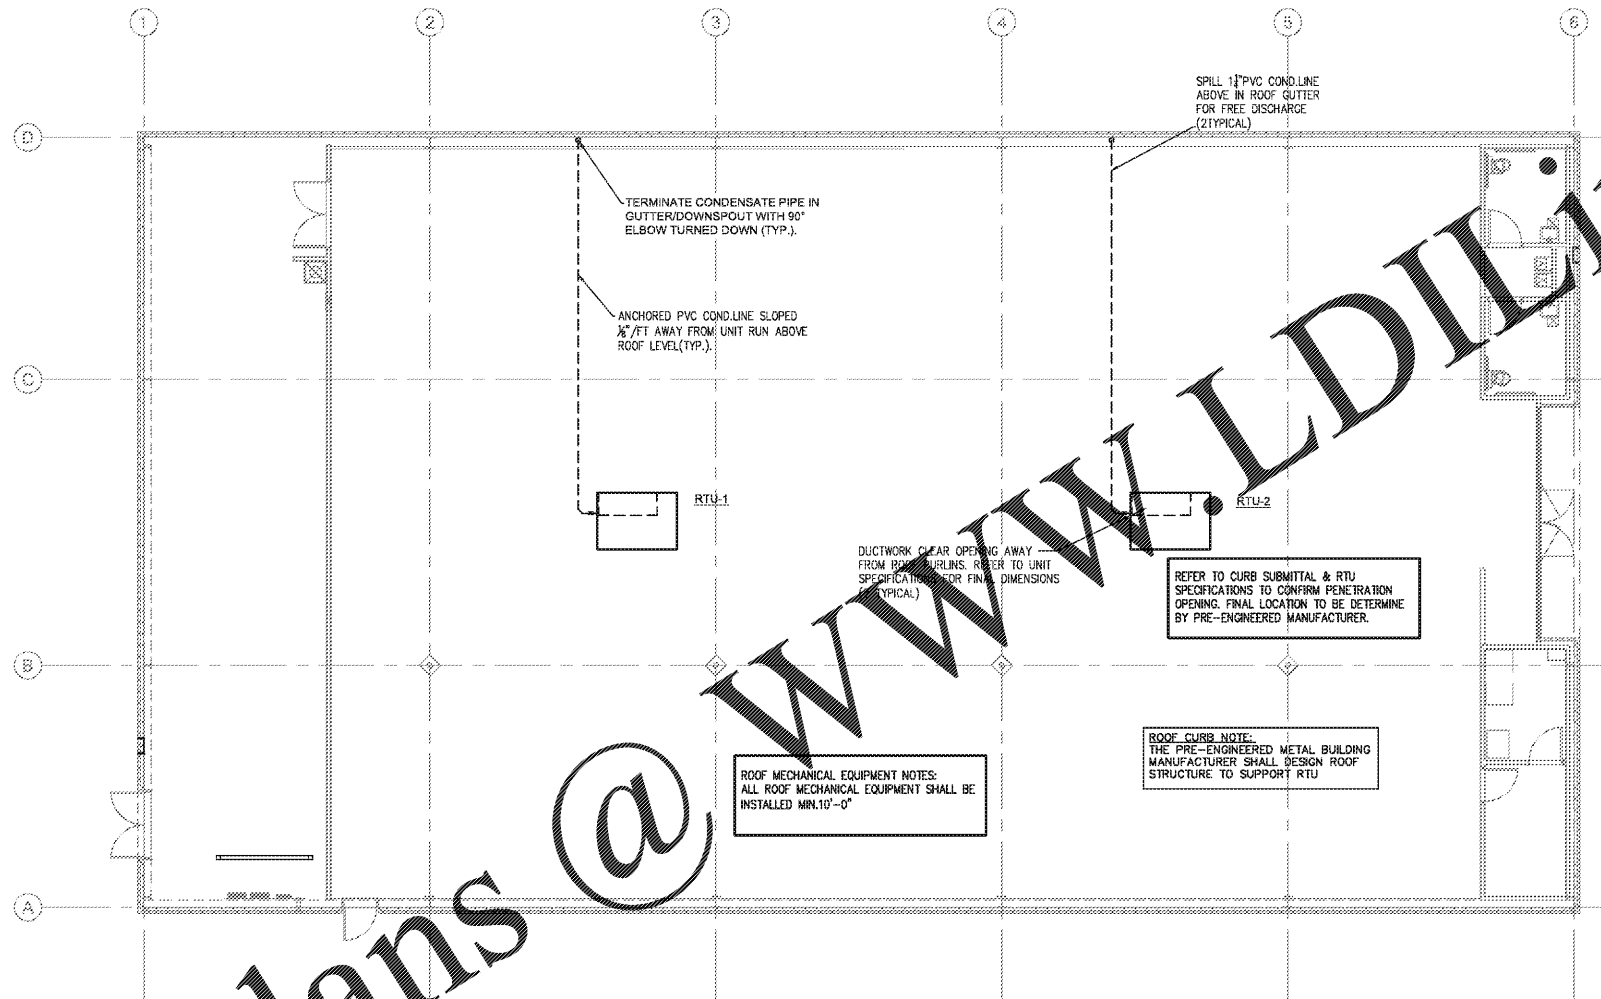 1
2
3
4
5
6
SPILL 1¼"PVC COND.LINE
ABOVE IN ROOF GUTTER
FOR FREE DISCHARGE
(2TYPICAL)
D
TERMINATE CONDENSATE PIPE IN
GUTTER/DOWNSPOUT WITH 90°
ELBOW TURNED DOWN (TYP.).
ANCHORED PVC COND.LINE SLOPED
⅛"/FT AWAY FROM UNIT RUN ABOVE
ROOF LEVEL(TYP.).
C
RTU-1
RTU-2
DUCTWORK CLEAR OPENING AWAY
FROM ROOF PURLINS. REFER TO UNIT
SPECIFICATIONS FOR FINAL DIMENSIONS
TYPICAL)
REFER TO CURB SUBMITTAL & RTU
SPECIFICATIONS TO CONFIRM PENETRATION
OPENING. FINAL LOCATION TO BE DETERMINE
BY PRE-ENGINEERED MANUFACTURER.
B
ROOF CURB NOTE:
THE PRE-ENGINEERED METAL BUILDING
MANUFACTURER SHALL DESIGN ROOF
STRUCTURE TO SUPPORT RTU
ROOF MECHANICAL EQUIPMENT NOTES:
ALL ROOF MECHANICAL EQUIPMENT SHALL BE
INSTALLED MIN.10'-0"
A
lans @ www.LDILi